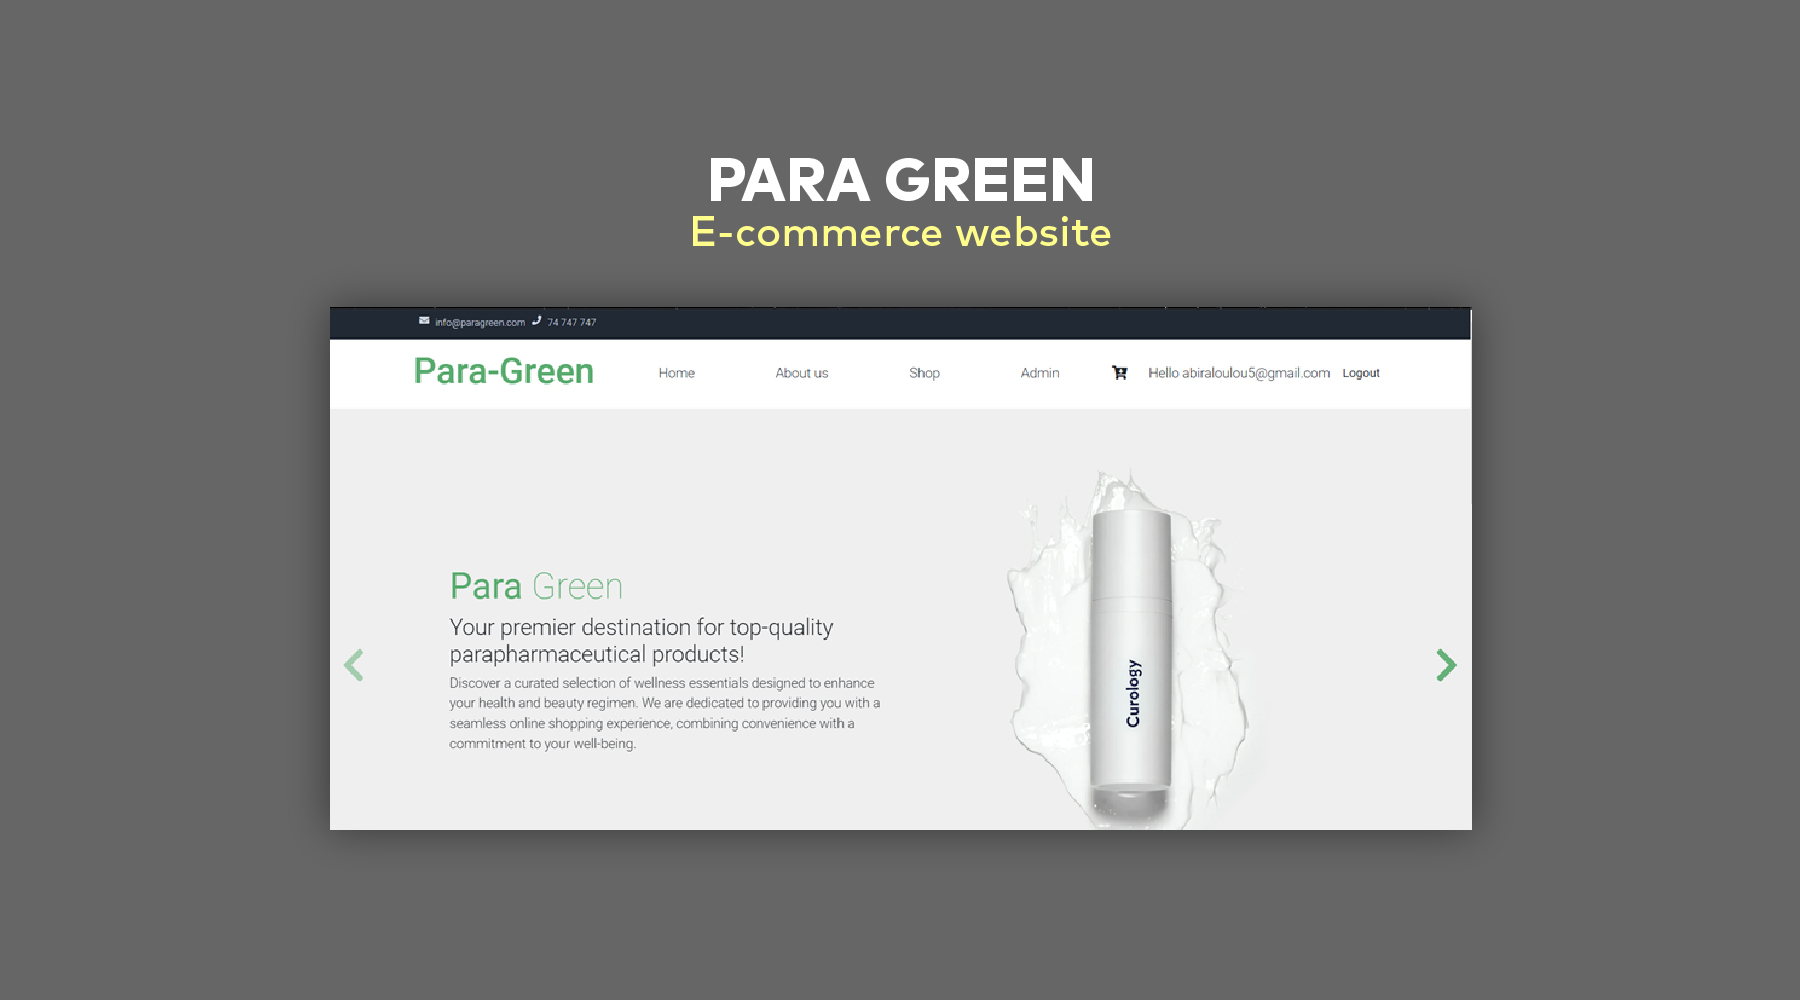 PARA GREEN
E-commerce website
info@paragreen.com 74 747 747
Para-Green Home About us Shop Admin Hello abiraloulou5@gmail.com Logout
Para Green
Your premier destination for top-quality
parapharmaceutical products!
Discover a curated selection of wellness essentials designed to enhance
your health and beauty regimen. We are dedicated to providing you with a
seamless online shopping experience, combining convenience with a
commitment to your well-being.
Curology